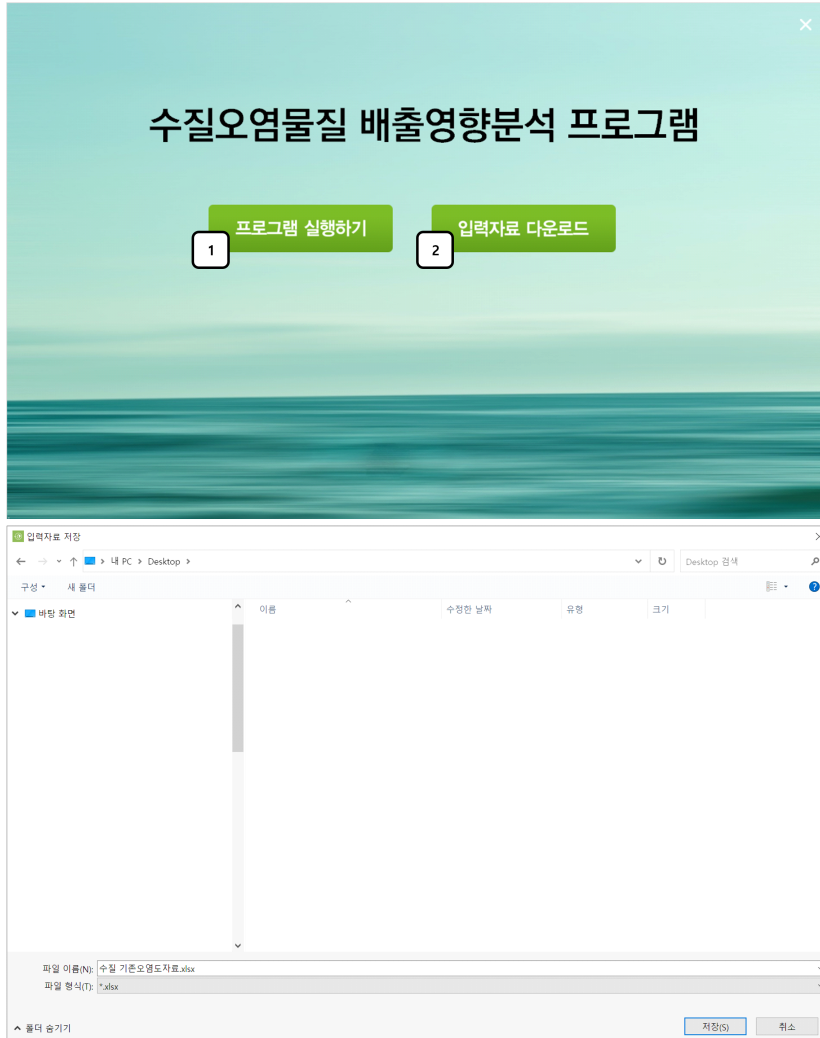 수질오염물질 배출영향분석 프로그램
프로그램 실행하기
입력자료 다운로드
1
2
입력자료 저장
내 PC > Desktop >
Desktop 검색
구성
새 폴더
바탕 화면
이름
수정한 날짜
유형
크기
파일 이름(N): 수질 기존오염도자료.xlsx
파일 형식(T): *.xlsx
폴더 숨기기
저장(S)
취소